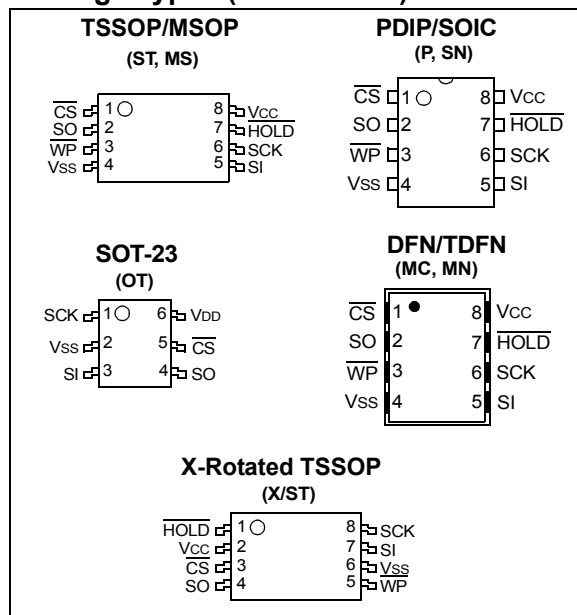 TSSOP/MSOP
(ST, MS)
CS 1 8 VCC
SO 2 7 HOLD
WP 3 6 SCK
VSS 4 5 SI
PDIP/SOIC
(P, SN)
CS 1 8 VCC
SO 2 7 HOLD
WP 3 6 SCK
VSS 4 5 SI
SOT-23
(OT)
SCK 1 6 VDD
VSS 2 5 CS
SI 3 4 SO
DFN/TDFN
(MC, MN)
CS 1 8 VCC
SO 2 7 HOLD
WP 3 6 SCK
VSS 4 5 SI
X-Rotated TSSOP
(X/ST)
HOLD 1 8 SCK
VCC 2 7 SI
CS 3 6 VSS
SO 4 5 WP